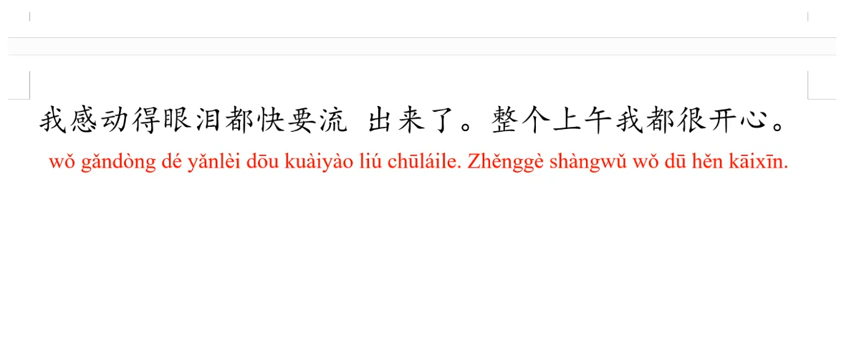 我感动得眼泪都快要流 出来了。整个上午我都很开心。
wǒ gǎndòng dé yǎnlèi dōu kuàiyào liú chūláile. Zhěnggè shàngwǔ wǒ dū hěn kāixīn.